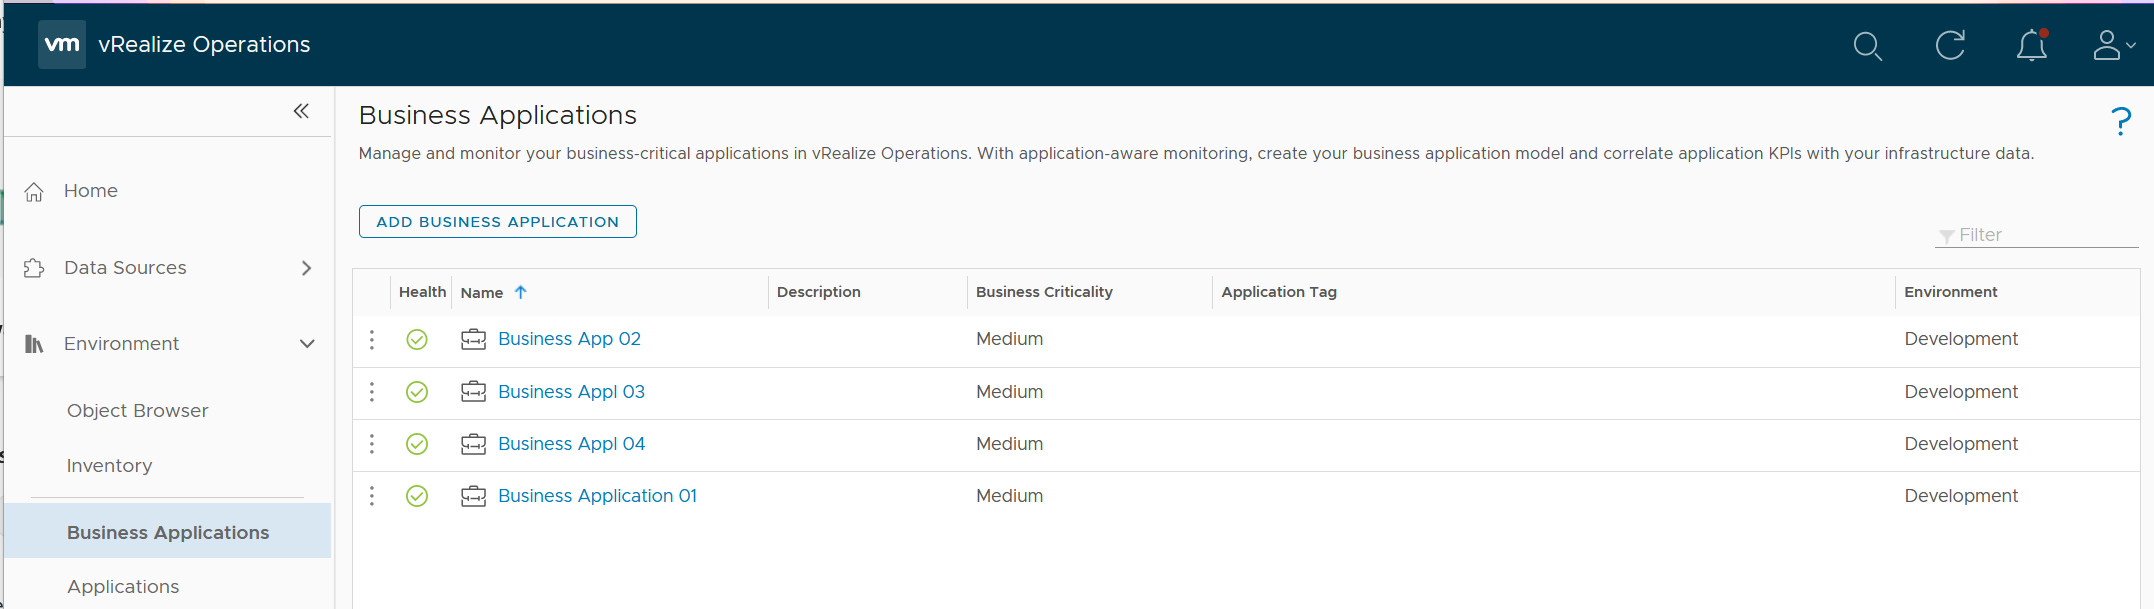 vm vRealize Operations
Business Applications
?
Manage and monitor your business-critical applications in vRealize Operations. With application-aware monitoring, create your business application model and correlate application KPIs with your infrastructure data.
Home
Data Sources
Environment
Object Browser
Inventory
Business Applications
Applications
ADD BUSINESS APPLICATION
Filter
Health Name Description Business Criticality Application Tag Environment
Business App 02 Medium Development
Business Appl 03 Medium Development
Business Appl 04 Medium Development
Business Application 01 Medium Development